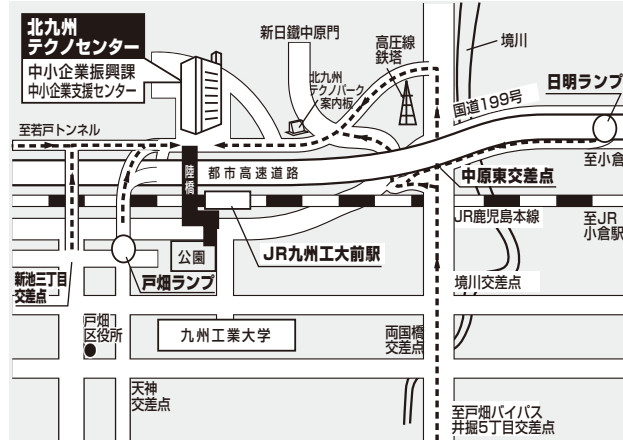 北九州
テクノセンター
中小企業振興課
中小企業支援センター
新日鐵中原門
高圧線
鉄塔
境川
北九州
テクノパーク
案内板
国道199号
日明ランプ
至若戸トンネル
陸橋
都市高速道路
中原東交差点
至小倉
JR鹿児島本線
至JR
小倉駅
公園
JR九州工大前駅
新池三丁目
交差点
戸畑ランプ
境川交差点
戸畑
区役所
九州工業大学
両国橋
交差点
天神
交差点
至戸畑バイパス
井堀5丁目交差点